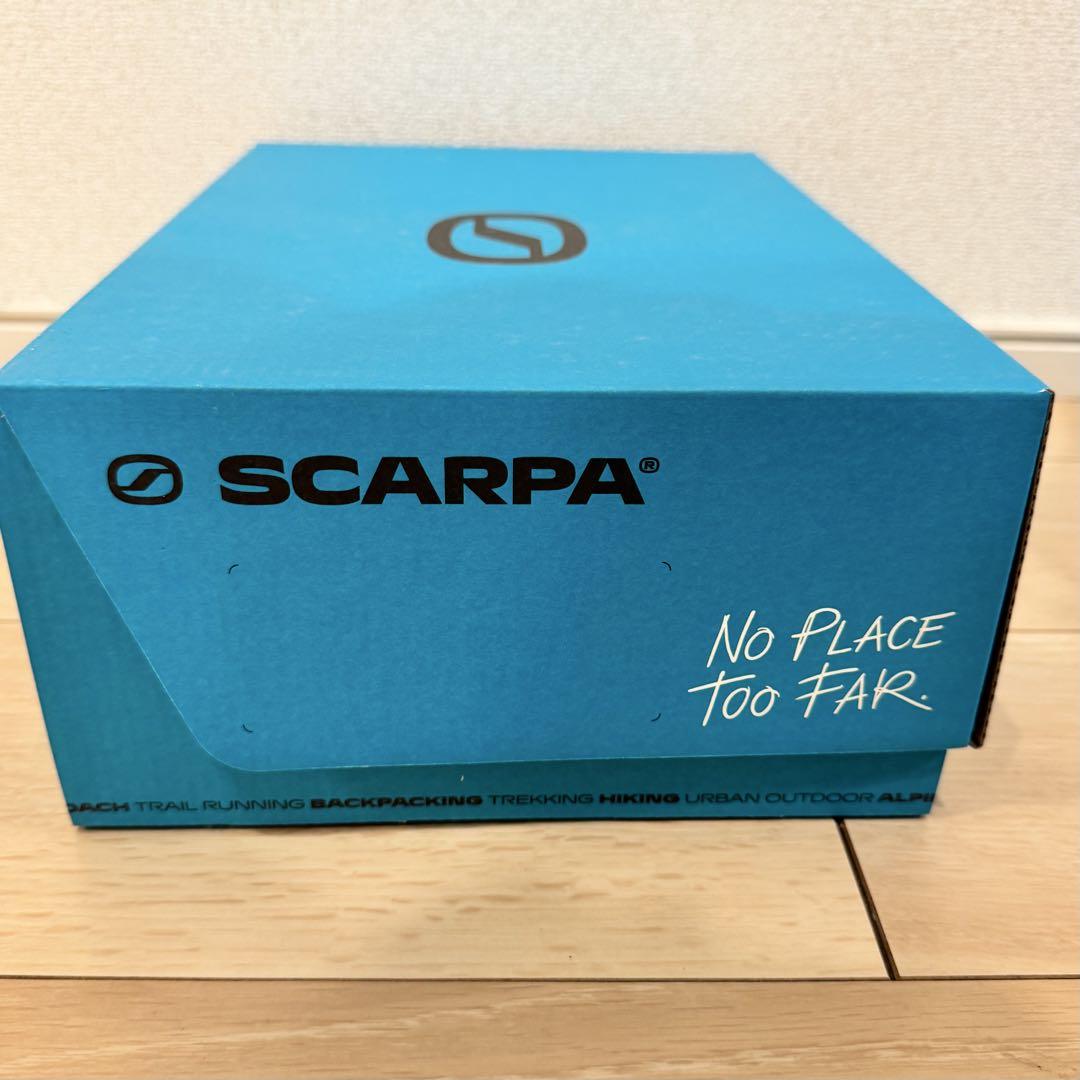 SCARPA®
NO PLACE
TOO FAR.
TRAIL RUNNING BACKPACKING TREKKING HIKING URBAN OUTDOOR